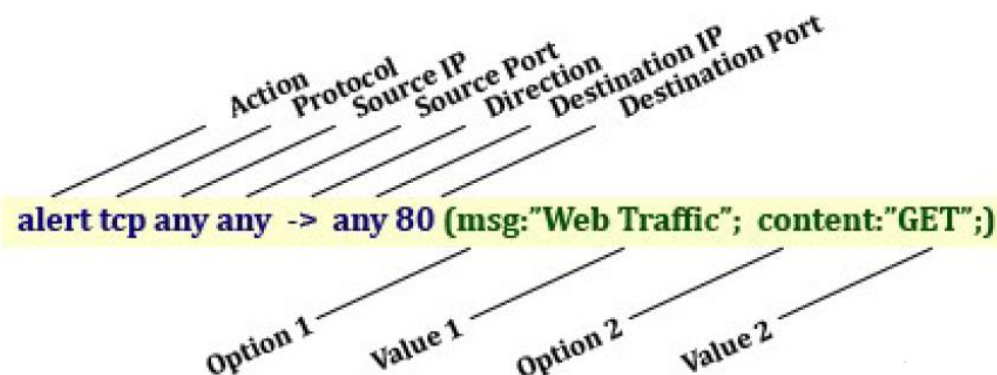 Action
Protocol
Source IP
Source Port
Direction
Destination IP
Destination Port
alert tcp any any -> any 80 (msg:”Web Traffic”; content:”GET”;)
Option 1
Value 1
Option 2
Value 2